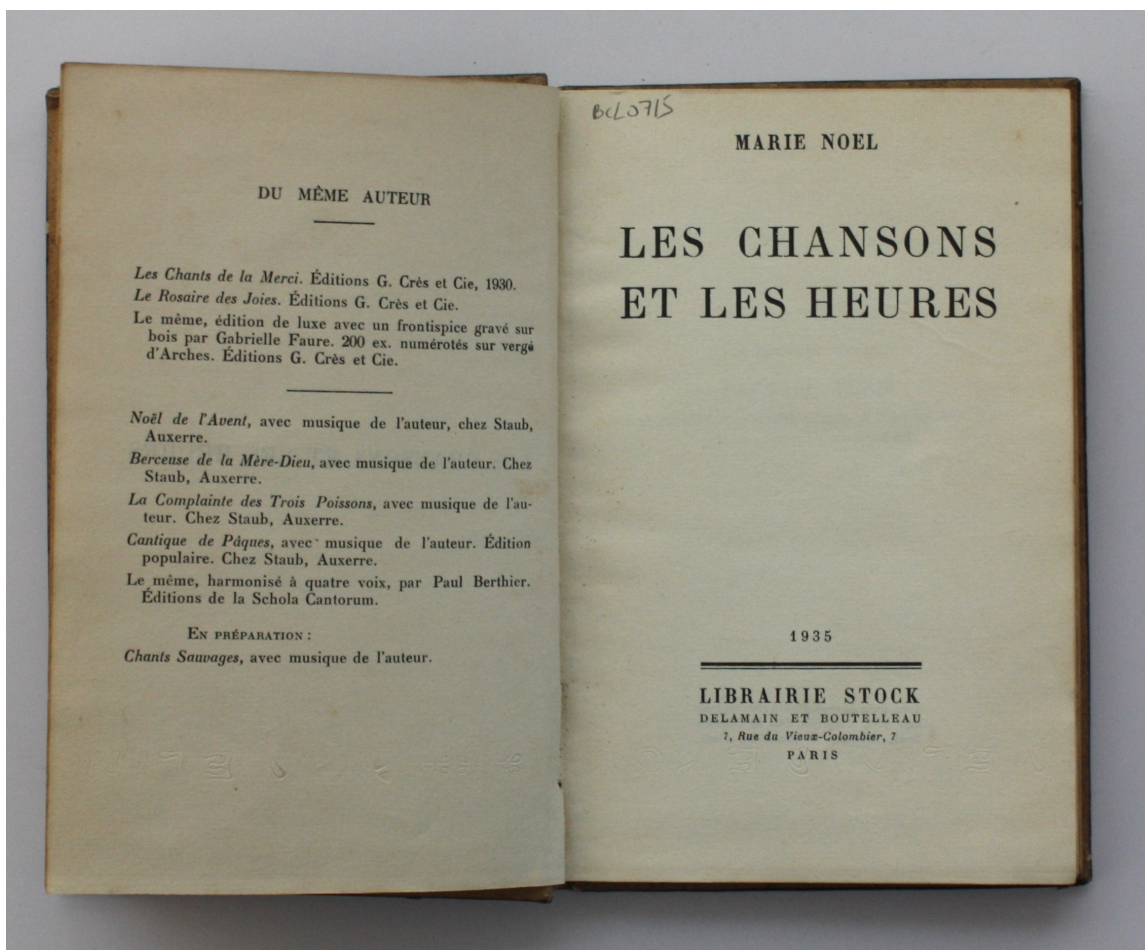 DU MÊME AUTEUR
Les Chants de la Merci. Éditions G. Crès et Cie, 1930.
Le Rosaire des Joies. Éditions G. Crès et Cie.
Le même, édition de luxe avec un frontispice gravé sur
bois par Gabrielle Faure. 200 ex. numérotés sur vergé
d'Arches. Éditions G. Crès et Cie.
Noël de l'Avent, avec musique de l'auteur, chez Staub,
Auxerre.
Berceuse de la Mère-Dieu, avec musique de l'auteur. Chez
Staub, Auxerre.
La Complainte des Trois Poissons, avec musique de l'au-
teur. Chez Staub, Auxerre.
Cantique de Pâques, avec musique de l'auteur. Édition
populaire. Chez Staub, Auxerre.
Le même, harmonisé à quatre voix, par Paul Berthier.
Éditions de la Schola Cantorum.
EN PRÉPARATION :
Chants Sauvages, avec musique de l'auteur.
BCL0715
MARIE NOEL
LES CHANSONS
ET LES HEURES
1935
LIBRAIRIE STOCK
DELAMAIN ET BOUTELLEAU
7, Rue du Vieux-Colombier, 7
PARIS